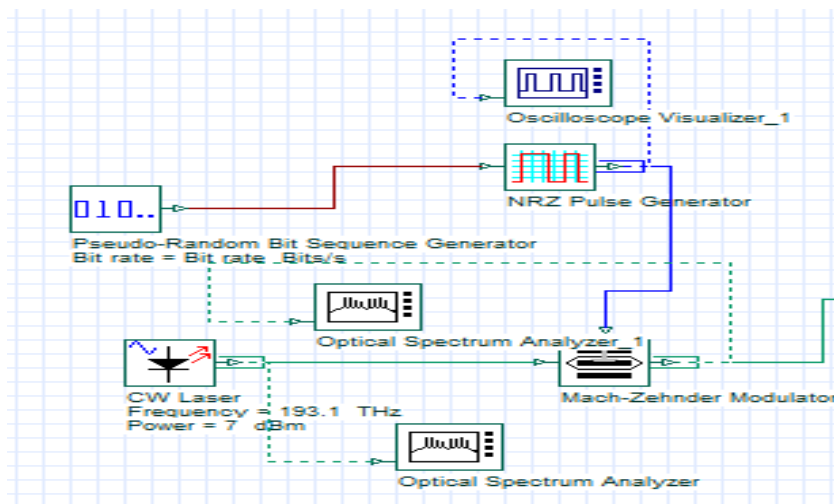 Oscilloscope Visualizer_1
NRZ Pulse Generator
010..
Pseudo-Random Bit Sequence Generator
Bit rate = Bit rate Bits/s
Optical Spectrum Analyzer_1
CW Laser
Frequency = 193.1 THz
Power = 7 dBm
Mach-Zehnder Modulator
Optical Spectrum Analyzer